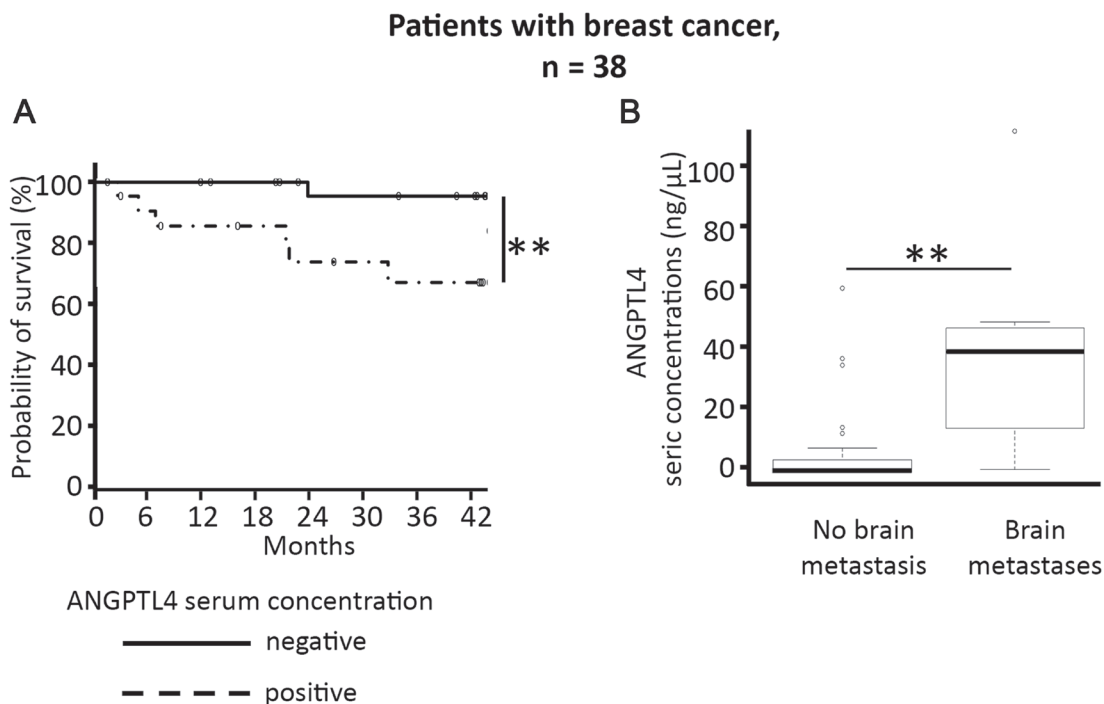 Patients with breast cancer,
n = 38
A
Probability of survival (%)
100
80
60
40
20
0
0 6 12 18 24 30 36 42
Months
**
ANGPTL4 serum concentration
negative
positive
B
ANGPTL4
seric concentrations (ng/µL)
100
80
60
40
20
0
**
No brain
metastasis
Brain
metastases